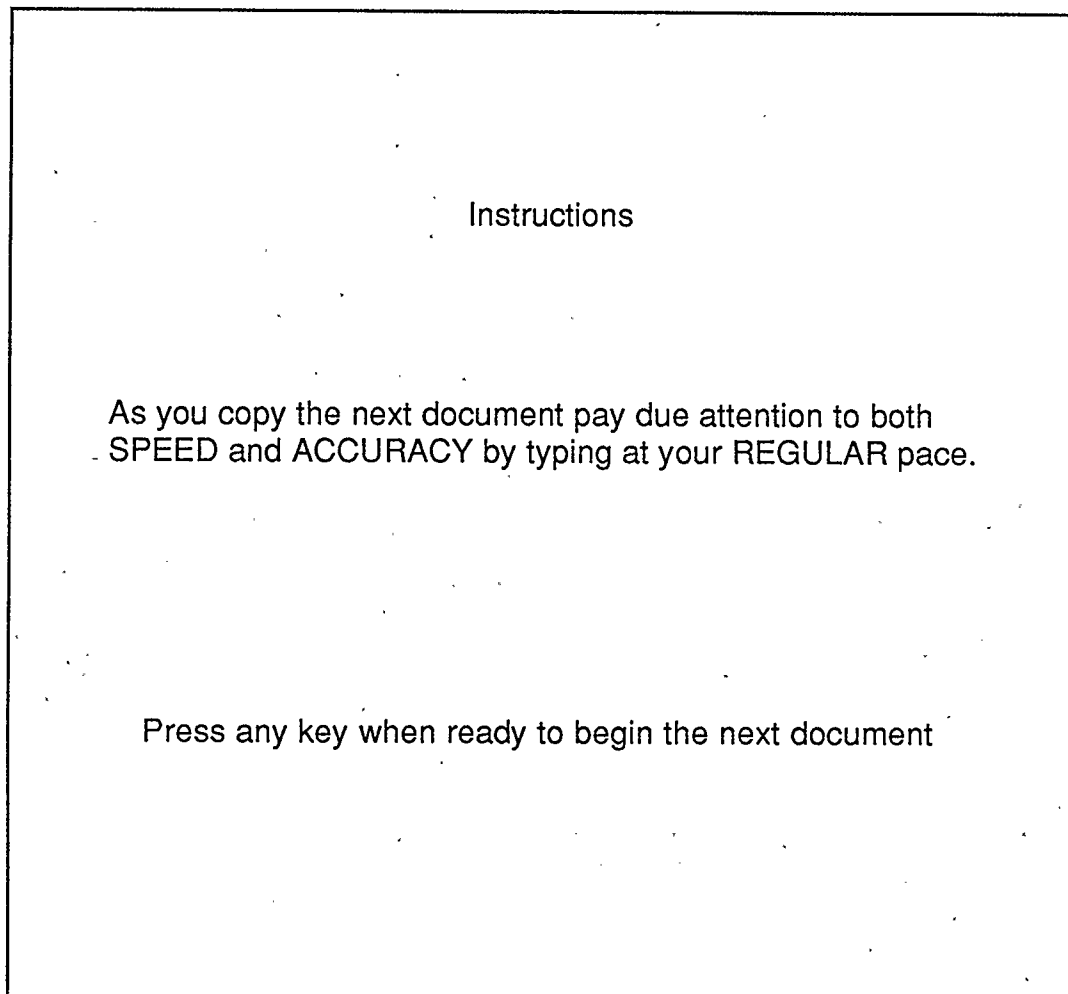 Instructions
As you copy the next document pay due attention to both
SPEED and ACCURACY by typing at your REGULAR pace.
Press any key when ready to begin the next document